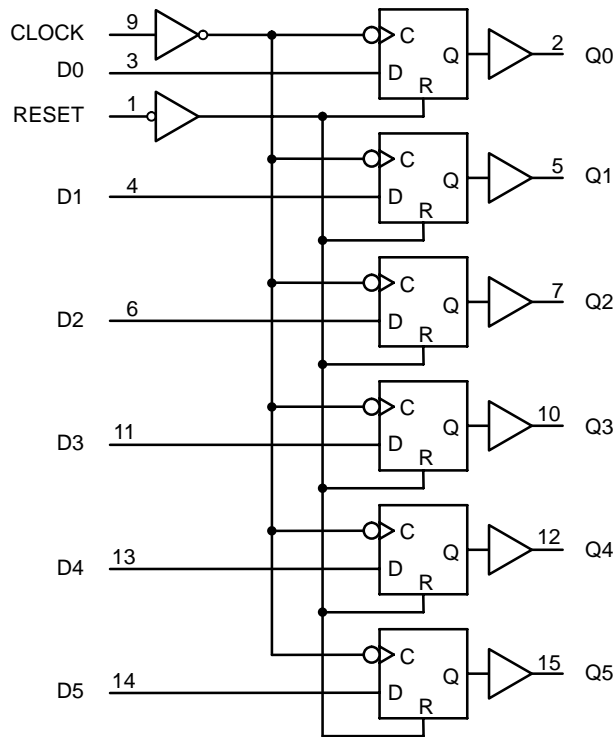 CLOCK 9 C Q 2 Q0
D0 3 D
RESET 1 R
C Q 5 Q1
D1 4 D
R
C Q 7 Q2
D2 6 D
R
C Q 10 Q3
D3 11 D
R
C Q 12 Q4
D4 13 D
R
C Q 15 Q5
D5 14 D
R